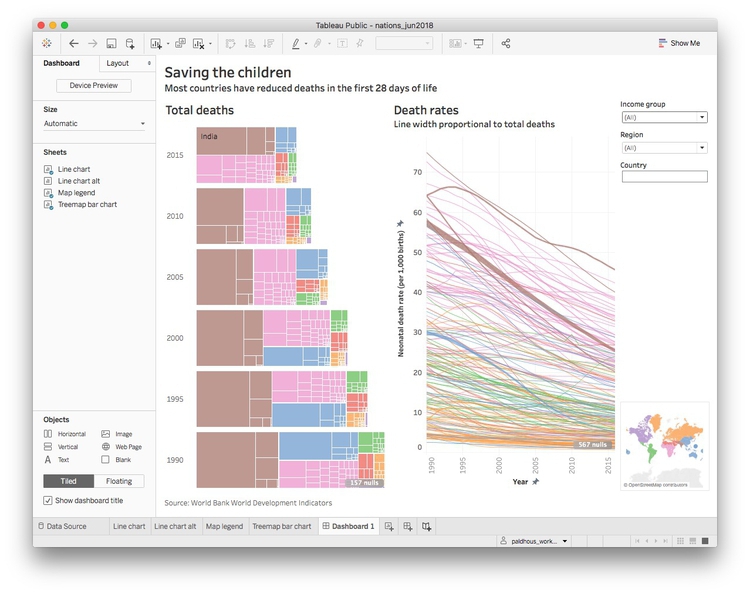 Tableau Public - nations_jun2018
Show Me
Dashboard
Layout
Device Preview
Size
Automatic
Sheets
Line chart
Line chart alt
Map legend
Treemap bar chart
Objects
Horizontal
Image
Vertical
Web Page
A
Text
Blank
Tiled
Floating
Show dashboard title
Saving the children
Most countries have reduced deaths in the first 28 days of life
Total deaths
2015
India
2010
2005
2000
1995
1990
157 nulls
Source: World Bank World Development Indicators
Death rates
Line width proportional to total deaths
Neonatal death rate (per 1,000 births)
70
60
50
40
30
20
10
0
567 nulls
1990
1995
2000
2005
2010
2015
Year
Income group
(All)
Region
(All)
Country
© OpenStreetMap contributors
Data Source
Line chart
Line chart alt
Map legend
Treemap bar chart
Dashboard 1
paldhous_work...